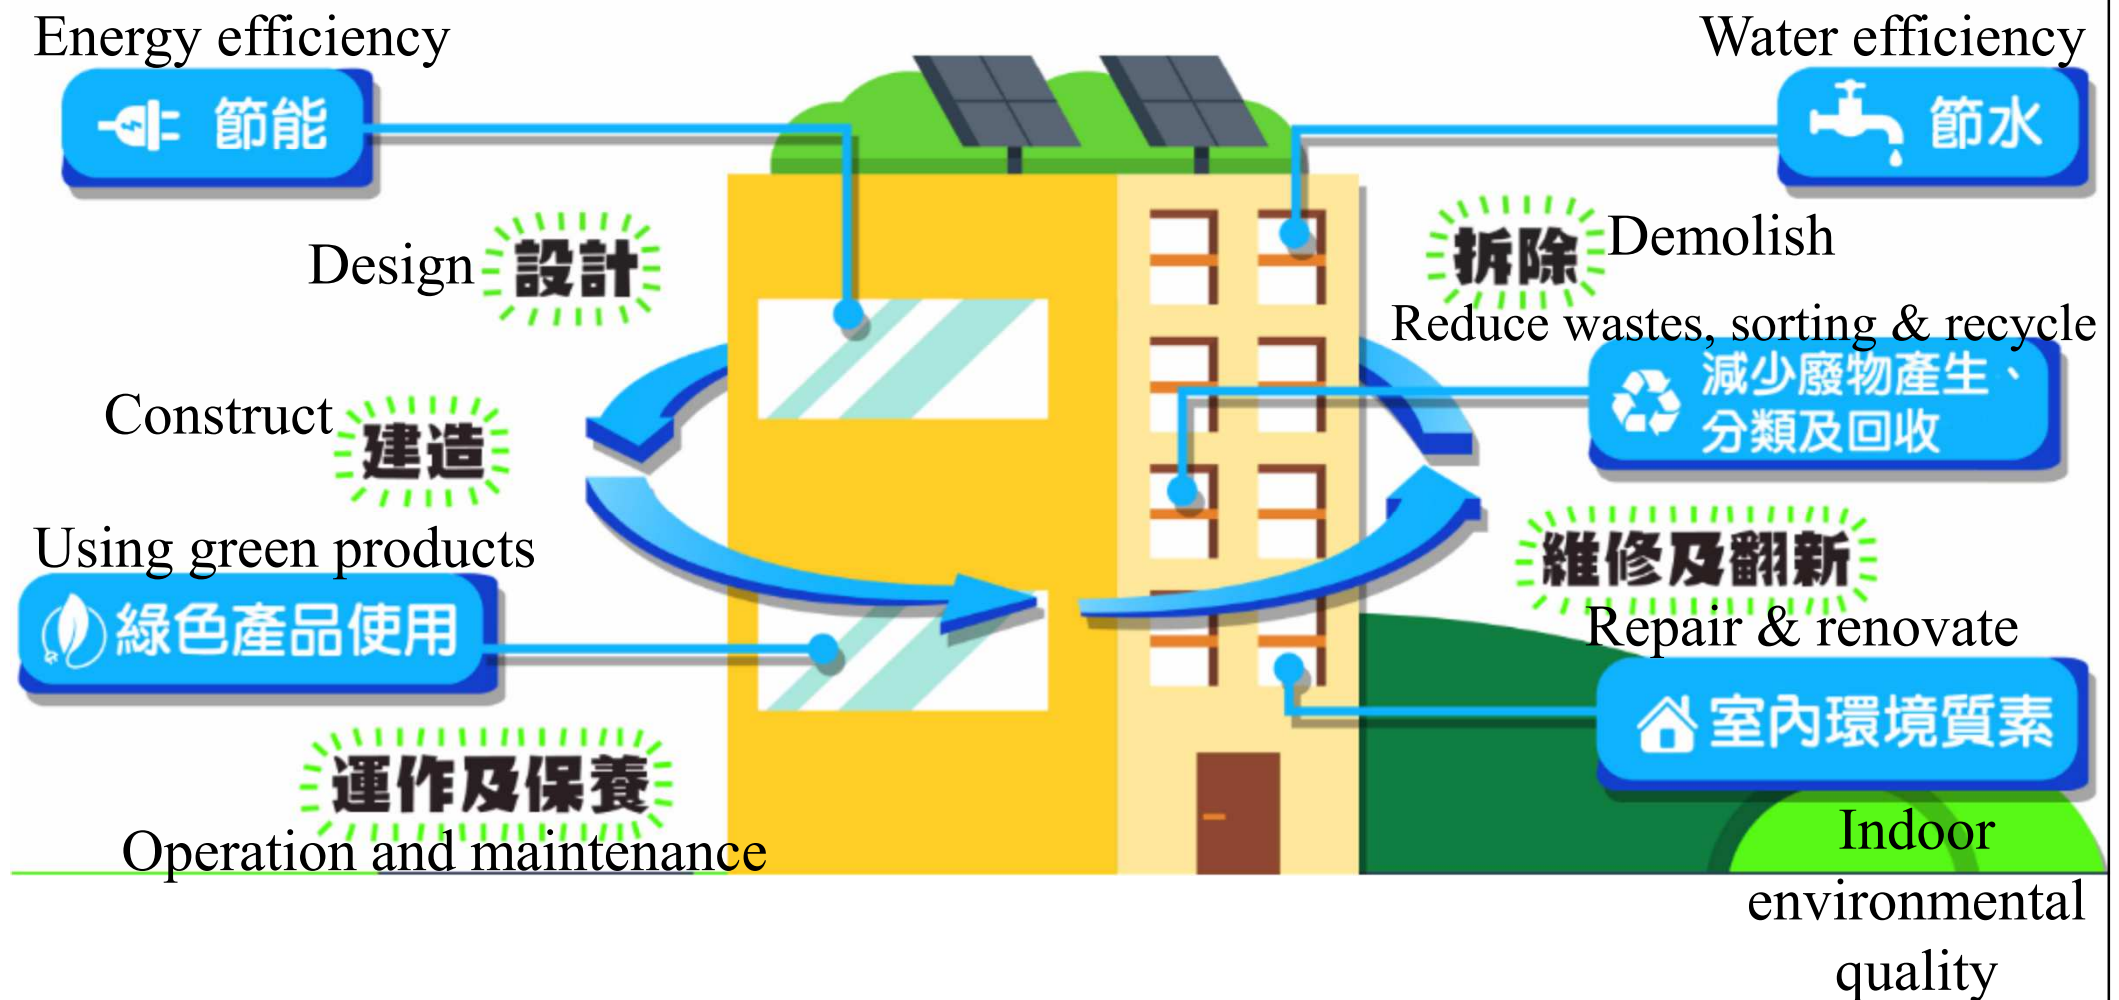 Energy efficiency
節能
Water efficiency
節水
Design
設計
拆除
Demolish
Reduce wastes, sorting & recycle
減少廢物產生、
分類及回收
Construct
建造
Using green products
綠色產品使用
維修及翻新
Repair & renovate
室內環境質素
運作及保養
Operation and maintenance
Indoor
environmental
quality